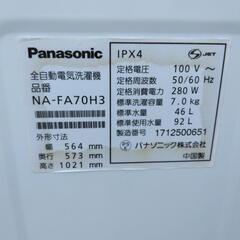 Panasonic
全自動電気洗濯機
品番
NA-FA70H3
外形寸法
幅 564 mm
奥行 573 mm
高さ 1021 mm
IPX4
S JET
定格電圧 100 V～
定格周波数 50/60 Hz
定格消費電力 280 W
標準洗濯容量 7.0 kg
標準水量 46 L
標準使用水量 92 L
製造番号 1712500651
パナソニック株式会社
中国製